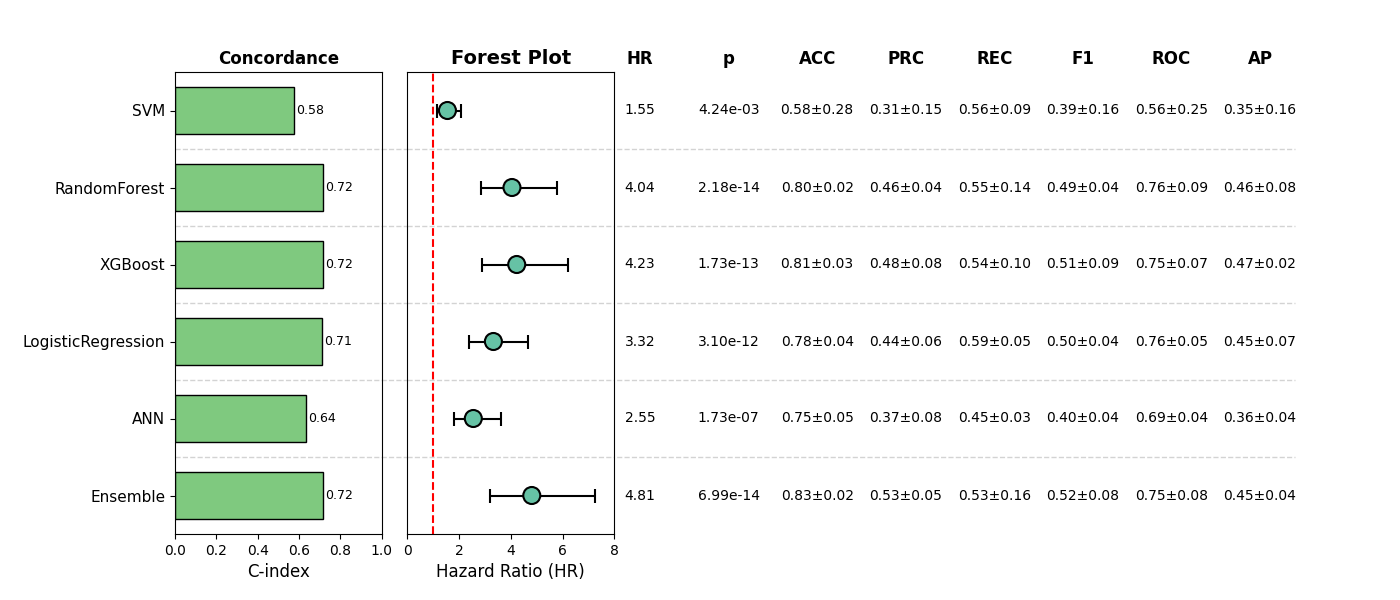 Concordance Forest Plot HR p ACC PRC REC F1 ROC AP
SVM 0.58 1.55 4.24e-03 0.58±0.28 0.31±0.15 0.56±0.09 0.39±0.16 0.56±0.25 0.35±0.16
RandomForest 0.72 4.04 2.18e-14 0.80±0.02 0.46±0.04 0.55±0.14 0.49±0.04 0.76±0.09 0.46±0.08
XGBoost 0.72 4.23 1.73e-13 0.81±0.03 0.48±0.08 0.54±0.10 0.51±0.09 0.75±0.07 0.47±0.02
LogisticRegression 0.71 3.32 3.10e-12 0.78±0.04 0.44±0.06 0.59±0.05 0.50±0.04 0.76±0.05 0.45±0.07
ANN 0.64 2.55 1.73e-07 0.75±0.05 0.37±0.08 0.45±0.03 0.40±0.04 0.69±0.04 0.36±0.04
Ensemble 0.72 4.81 6.99e-14 0.83±0.02 0.53±0.05 0.53±0.16 0.52±0.08 0.75±0.08 0.45±0.04
0.0 0.2 0.4 0.6 0.8 1.0 0 2 4 6 8
C-index Hazard Ratio (HR)